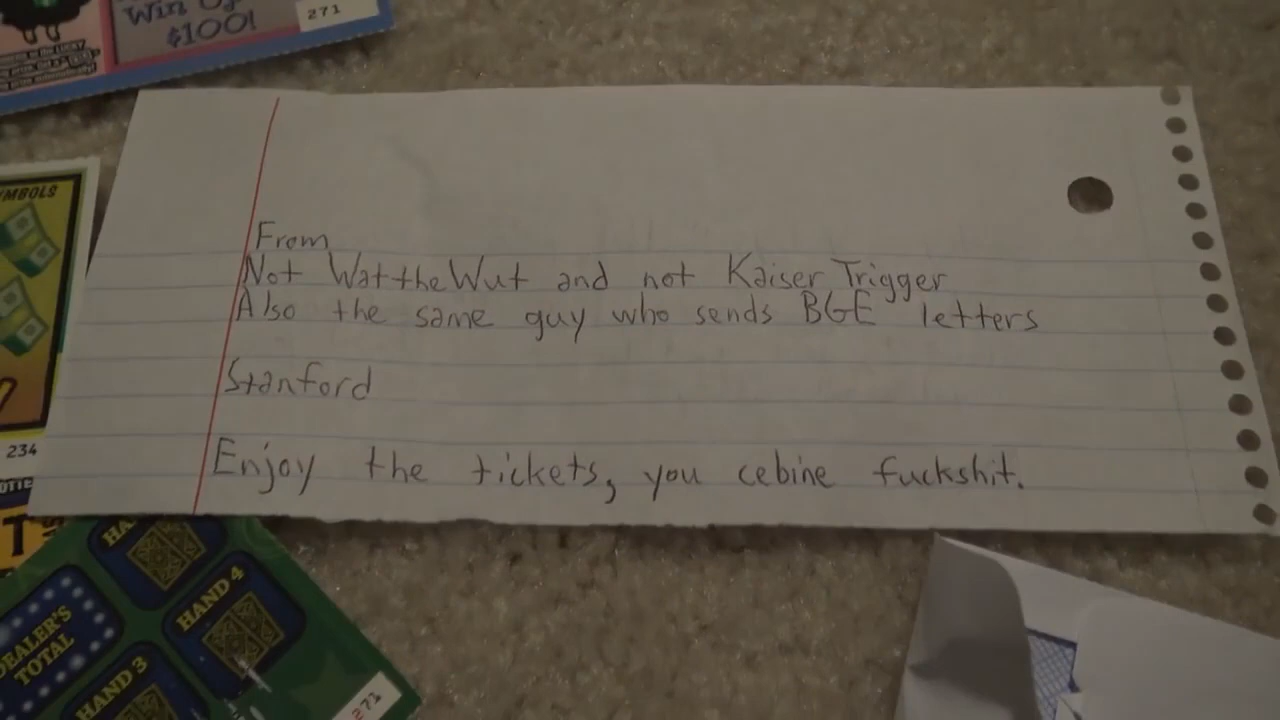 Win Up
$100!
271
YMBOLS
234
From
Not WattheWut and not Kaiser Trigger
Also the same guy who sends BGE letters
Stanford
Enjoy the tickets, you cebine fuckshit.
T
HAND 4
DEALER'S
TOTAL
HAND 3
271